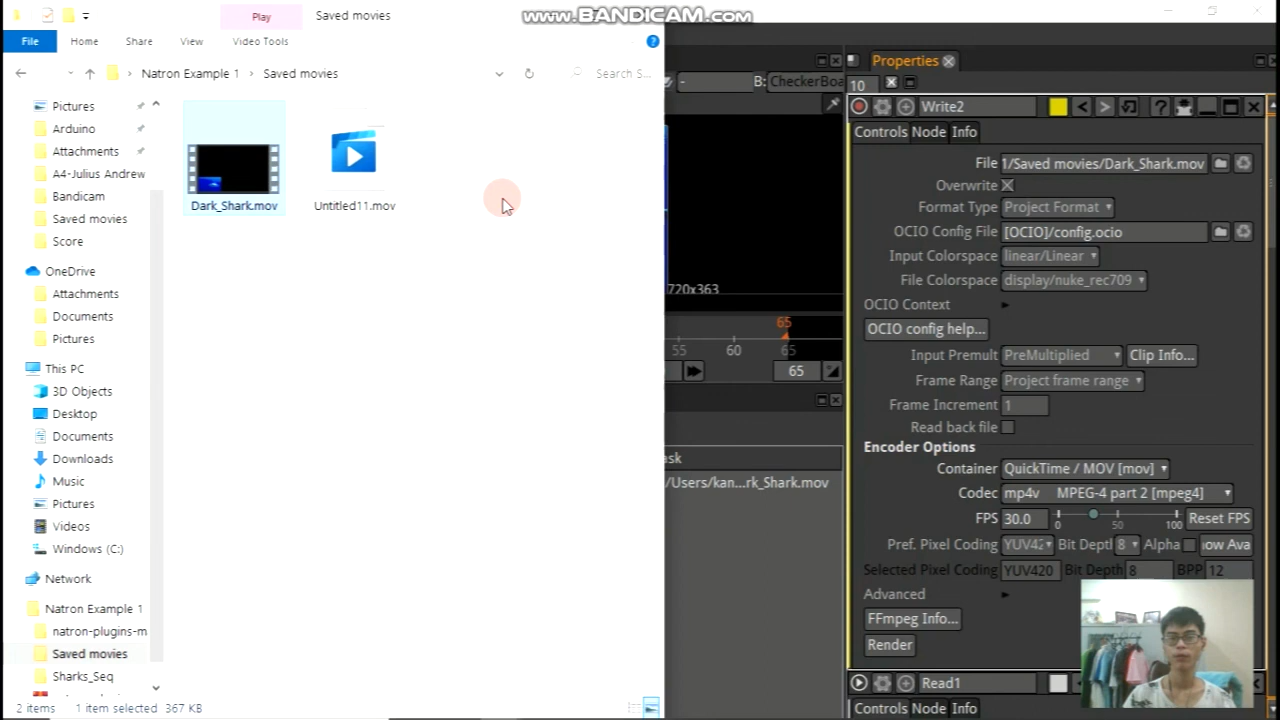 www.BANDICAM.com
Play
Saved movies
File
Home
Share
View
Video Tools
Natron Example 1 > Saved movies
Search S...
Pictures
Arduino
Attachments
A4-Julius Andrew
Bandicam
Saved movies
Score
OneDrive
Attachments
Documents
Pictures
This PC
3D Objects
Desktop
Documents
Downloads
Music
Pictures
Videos
Windows (C:)
Network
Natron Example 1
natron-plugins-m
Saved movies
Sharks_Seq
Dark_Shark.mov
Untitled11.mov
2 items
1 item selected 367 KB
-
B: CheckerBoa
720x363
65
55
60
65
65
ask
/Users/kan...rk_Shark.mov
Properties
10
Write2
?
Controls Node Info
File 1/Saved movies/Dark_Shark.mov
Overwrite
Format Type Project Format
OCIO Config File [OCIO]/config.ocio
Input Colorspace linear/Linear
File Colorspace display/nuke_rec709
OCIO Context
OCIO config help...
Input Premult PreMultiplied Clip Info...
Frame Range Project frame range
Frame Increment 1
Read back file
Encoder Options
Container QuickTime / MOV [mov]
Codec mp4v MPEG-4 part 2 [mpeg4]
FPS 30.0 0 50 100 Reset FPS
Pref. Pixel Coding YUV42 Bit Depth 8 Alpha ow Ava
Selected Pixel Coding YUV420 Bit Depth 8 BPP 12
Advanced
FFmpeg Info...
Render
Read1
Controls Node Info